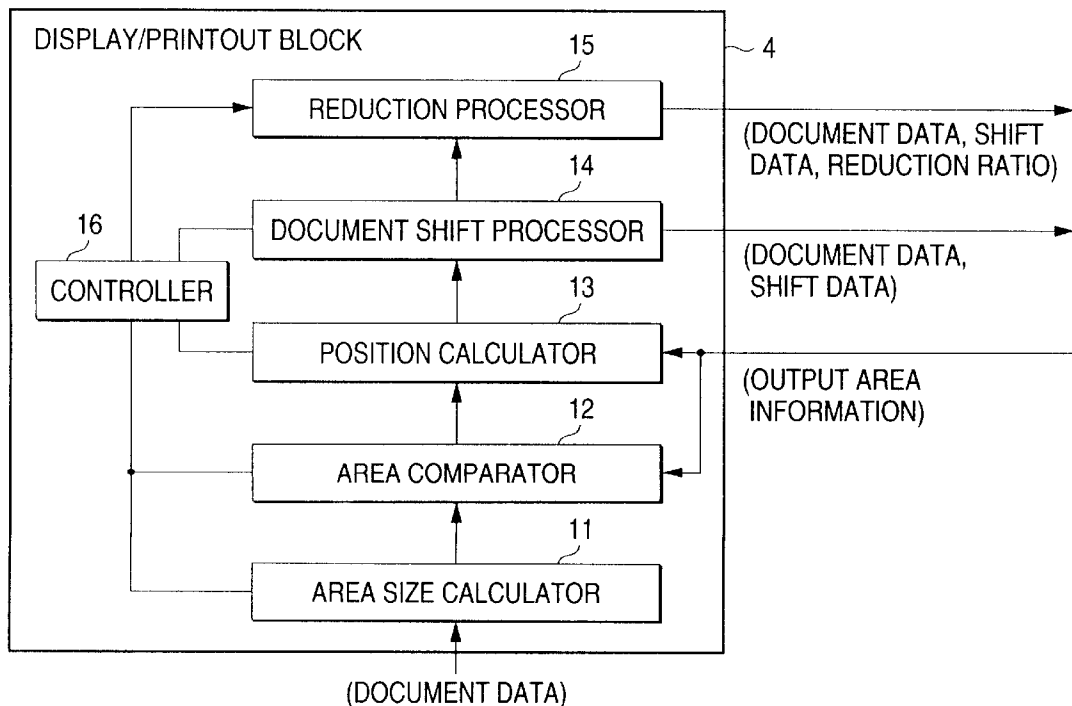 DISPLAY/PRINTOUT BLOCK
4
15
REDUCTION PROCESSOR
(DOCUMENT DATA, SHIFT
DATA, REDUCTION RATIO)
14
DOCUMENT SHIFT PROCESSOR
(DOCUMENT DATA,
SHIFT DATA)
16
CONTROLLER
13
POSITION CALCULATOR
(OUTPUT AREA
INFORMATION)
12
AREA COMPARATOR
11
AREA SIZE CALCULATOR
(DOCUMENT DATA)